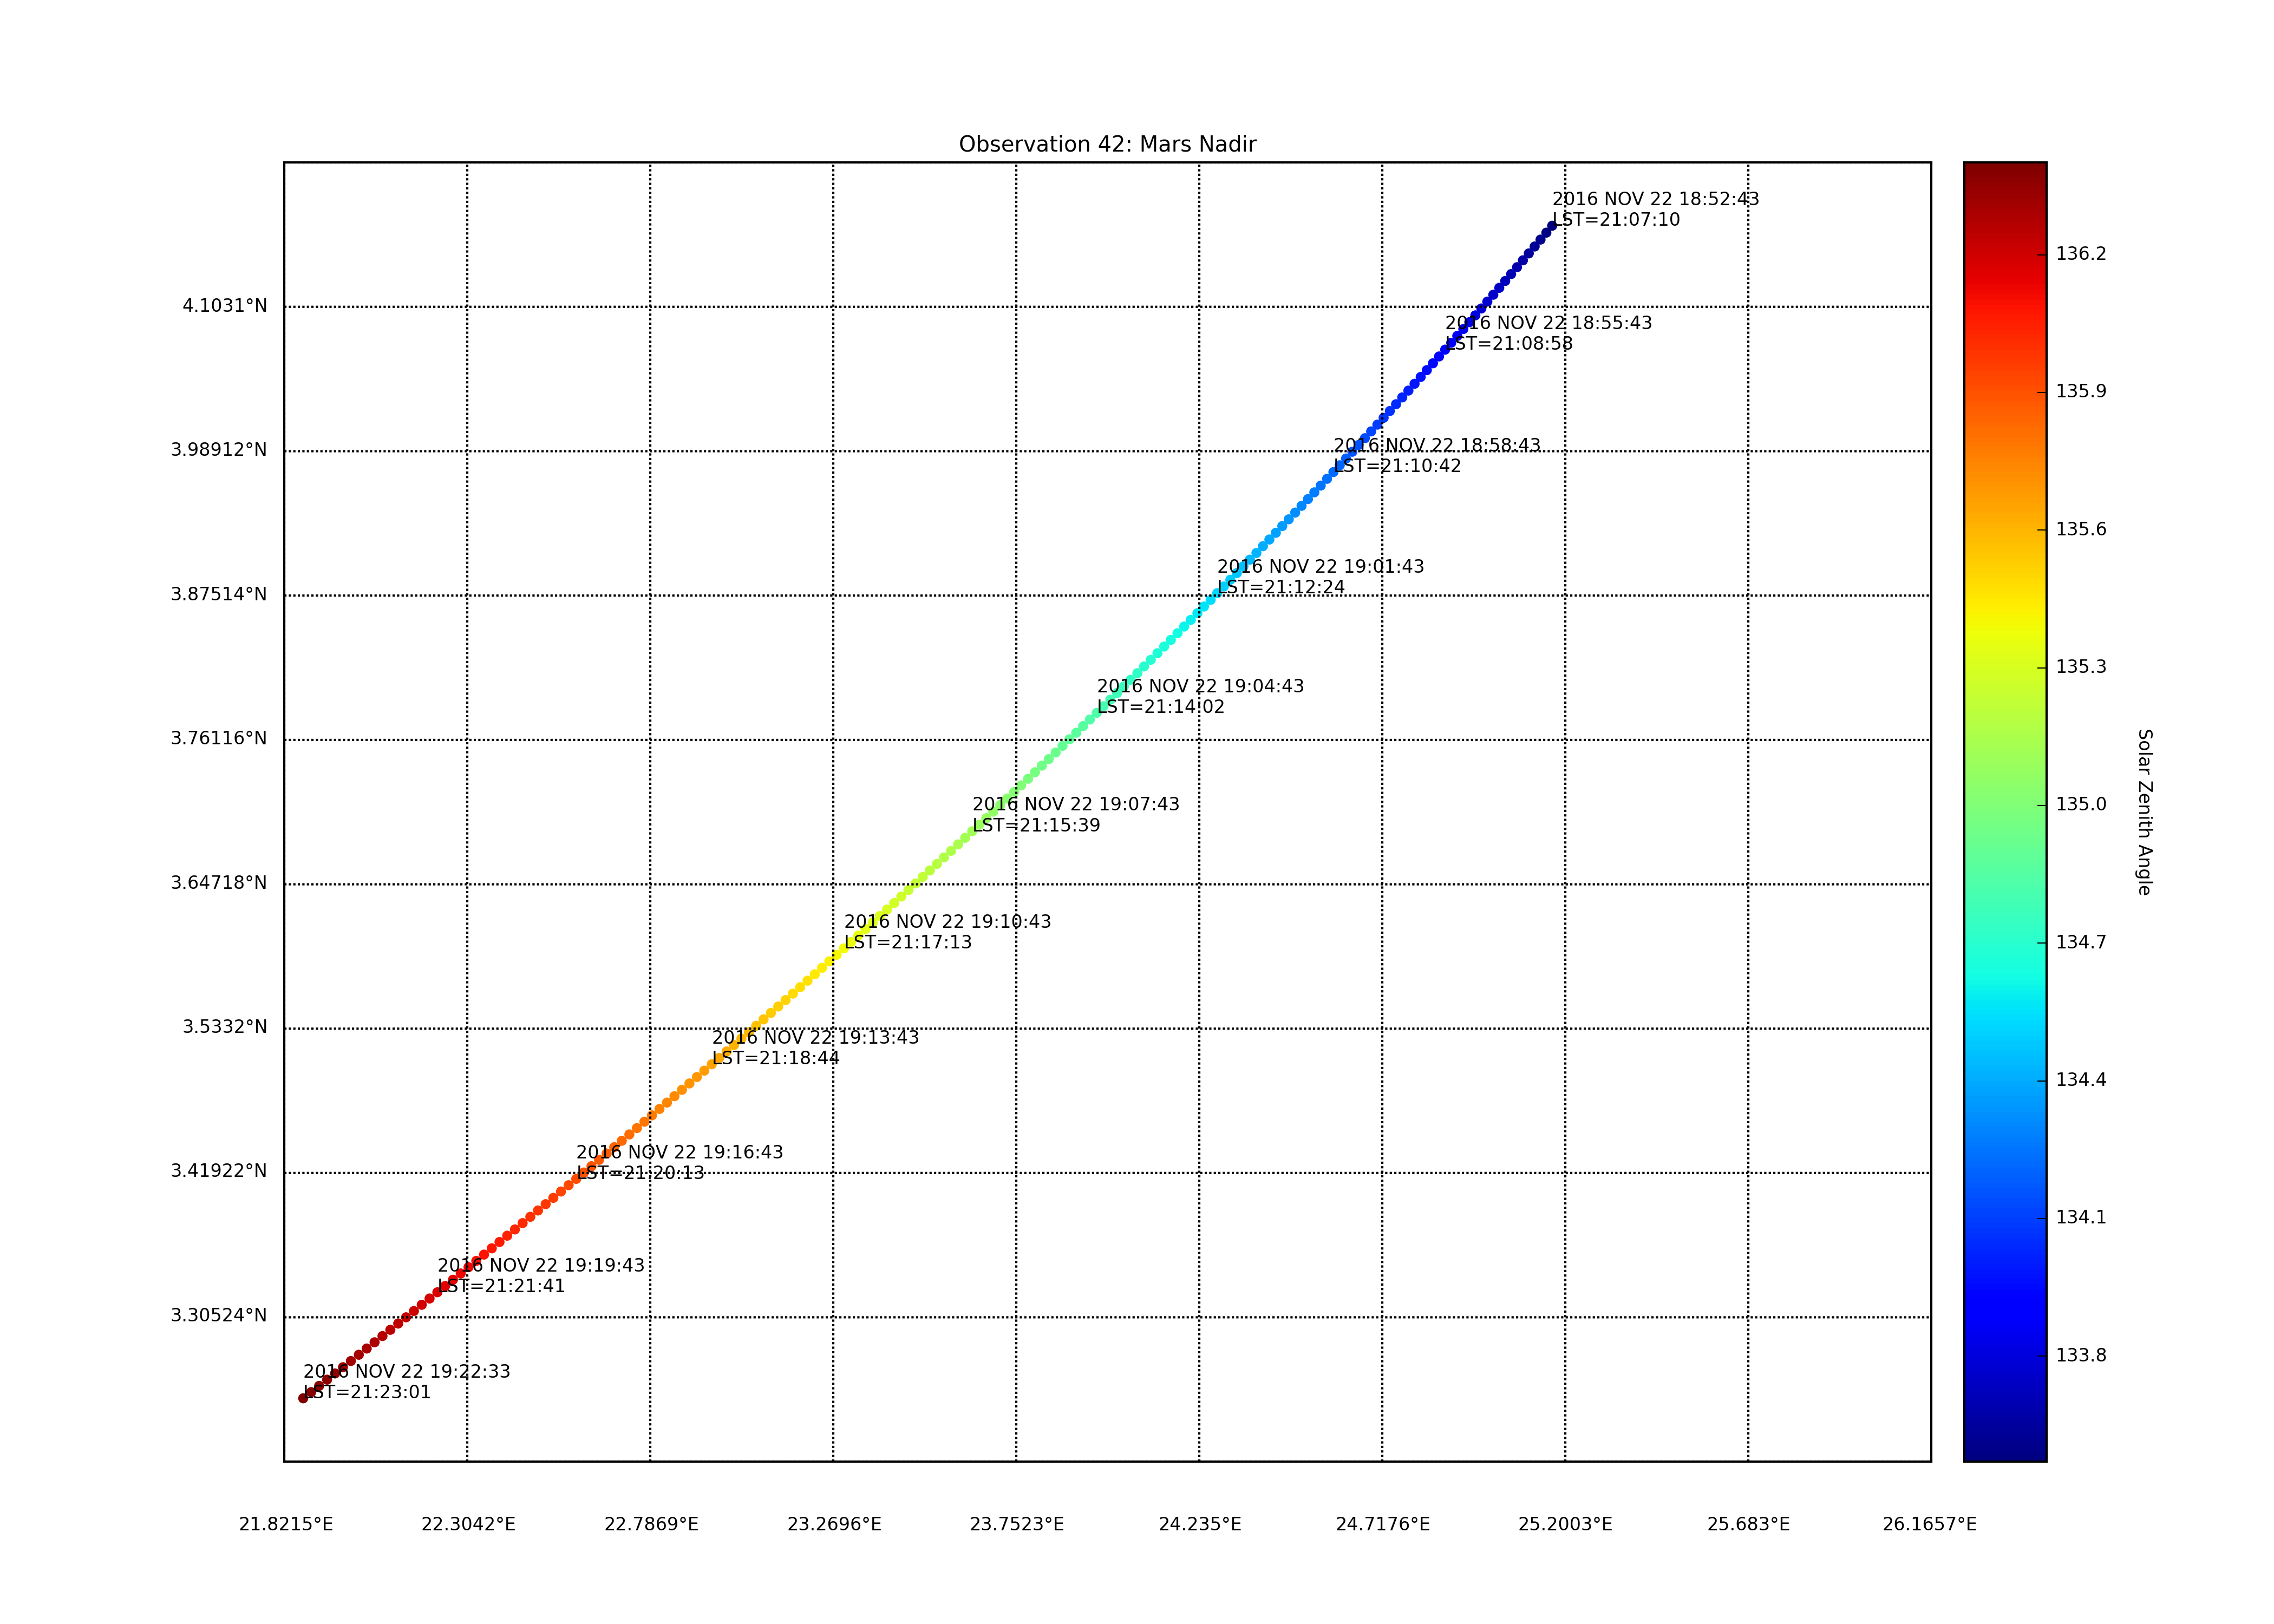 Observation 42: Mars Nadir
2016 NOV 22 18:52:43
LST=21:07:10
2016 NOV 22 18:55:43
LST=21:08:58
2016 NOV 22 18:58:43
LST=21:10:42
2016 NOV 22 19:01:43
LST=21:12:24
2016 NOV 22 19:04:43
LST=21:14:02
2016 NOV 22 19:07:43
LST=21:15:39
2016 NOV 22 19:10:43
LST=21:17:13
2016 NOV 22 19:13:43
LST=21:18:44
2016 NOV 22 19:16:43
LST=21:20:13
2016 NOV 22 19:19:43
LST=21:21:41
2016 NOV 22 19:22:33
LST=21:23:01
4.1031°N
3.98912°N
3.87514°N
3.76116°N
3.64718°N
3.5332°N
3.41922°N
3.30524°N
21.8215°E
22.3042°E
22.7869°E
23.2696°E
23.7523°E
24.235°E
24.7176°E
25.2003°E
25.683°E
26.1657°E
136.2
135.9
135.6
135.3
135.0
134.7
134.4
134.1
133.8
Solar Zenith Angle